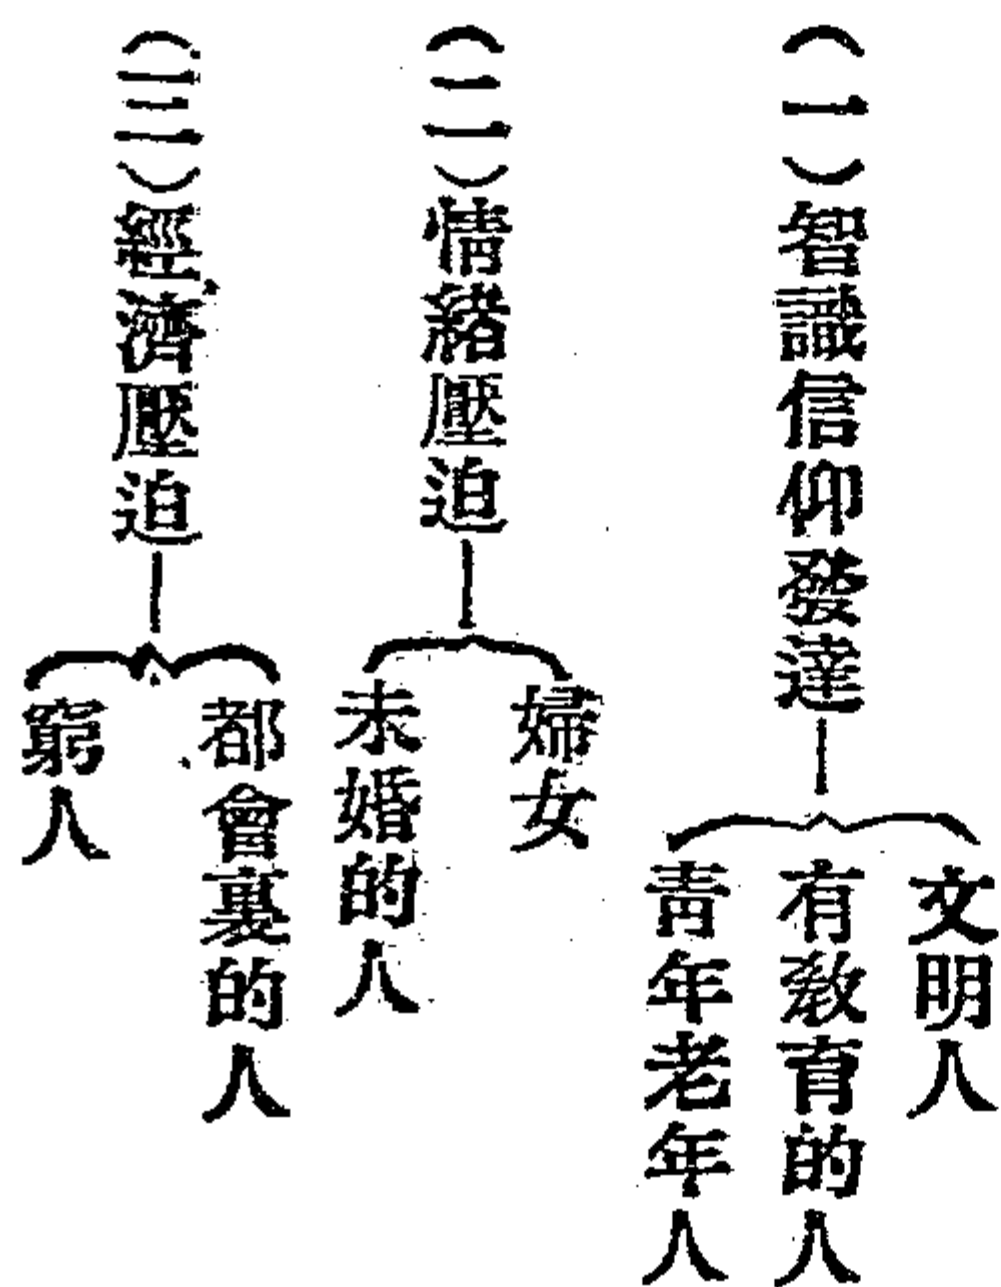 (一)智識信仰發達
文明人
有敎育的人
靑年老年人
(二)情緒壓迫
婦女
未婚的人
(三)經濟壓迫
都會裏的人
窮人